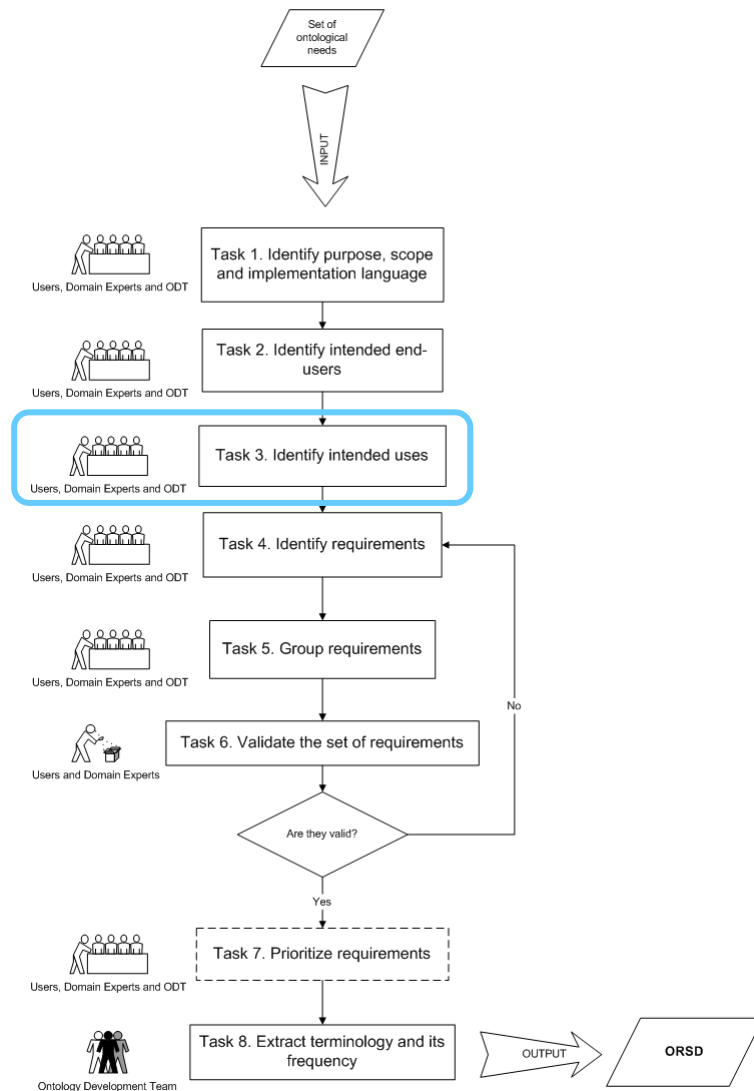 Set of
ontological
needs
INPUT
Task 1. Identify purpose, scope
and implementation language
Users, Domain Experts and ODT
Task 2. Identify intended end-
users
Users, Domain Experts and ODT
Task 3. Identify intended uses
Users, Domain Experts and ODT
Task 4. Identify requirements
Users, Domain Experts and ODT
Task 5. Group requirements
Users, Domain Experts and ODT
No
Task 6. Validate the set of requirements
Users and Domain Experts
Are they valid?
Yes
Task 7. Prioritize requirements
Users, Domain Experts and ODT
Task 8. Extract terminology and its
frequency
Ontology Development Team
OUTPUT
ORSD